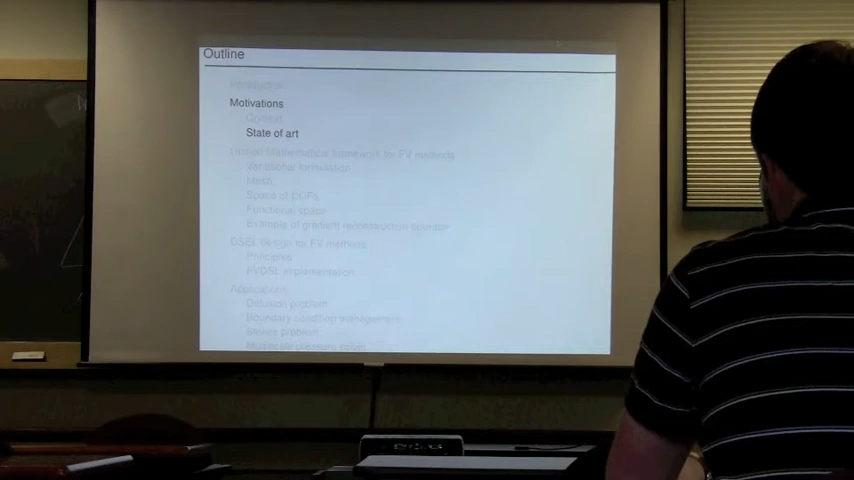 Outline
Introduction
Motivations
Context
State of art
Unified Mathematical framework for FV methods
Variational formulation
Mesh
Space of DOFs
Functional space
Example of gradient reconstruction operator
DSEL design for FV methods
Principles
FVDSL implementation
Applications
Diffusion problem
Boundary condition management
Stokes problem
Multiscale pressure solver